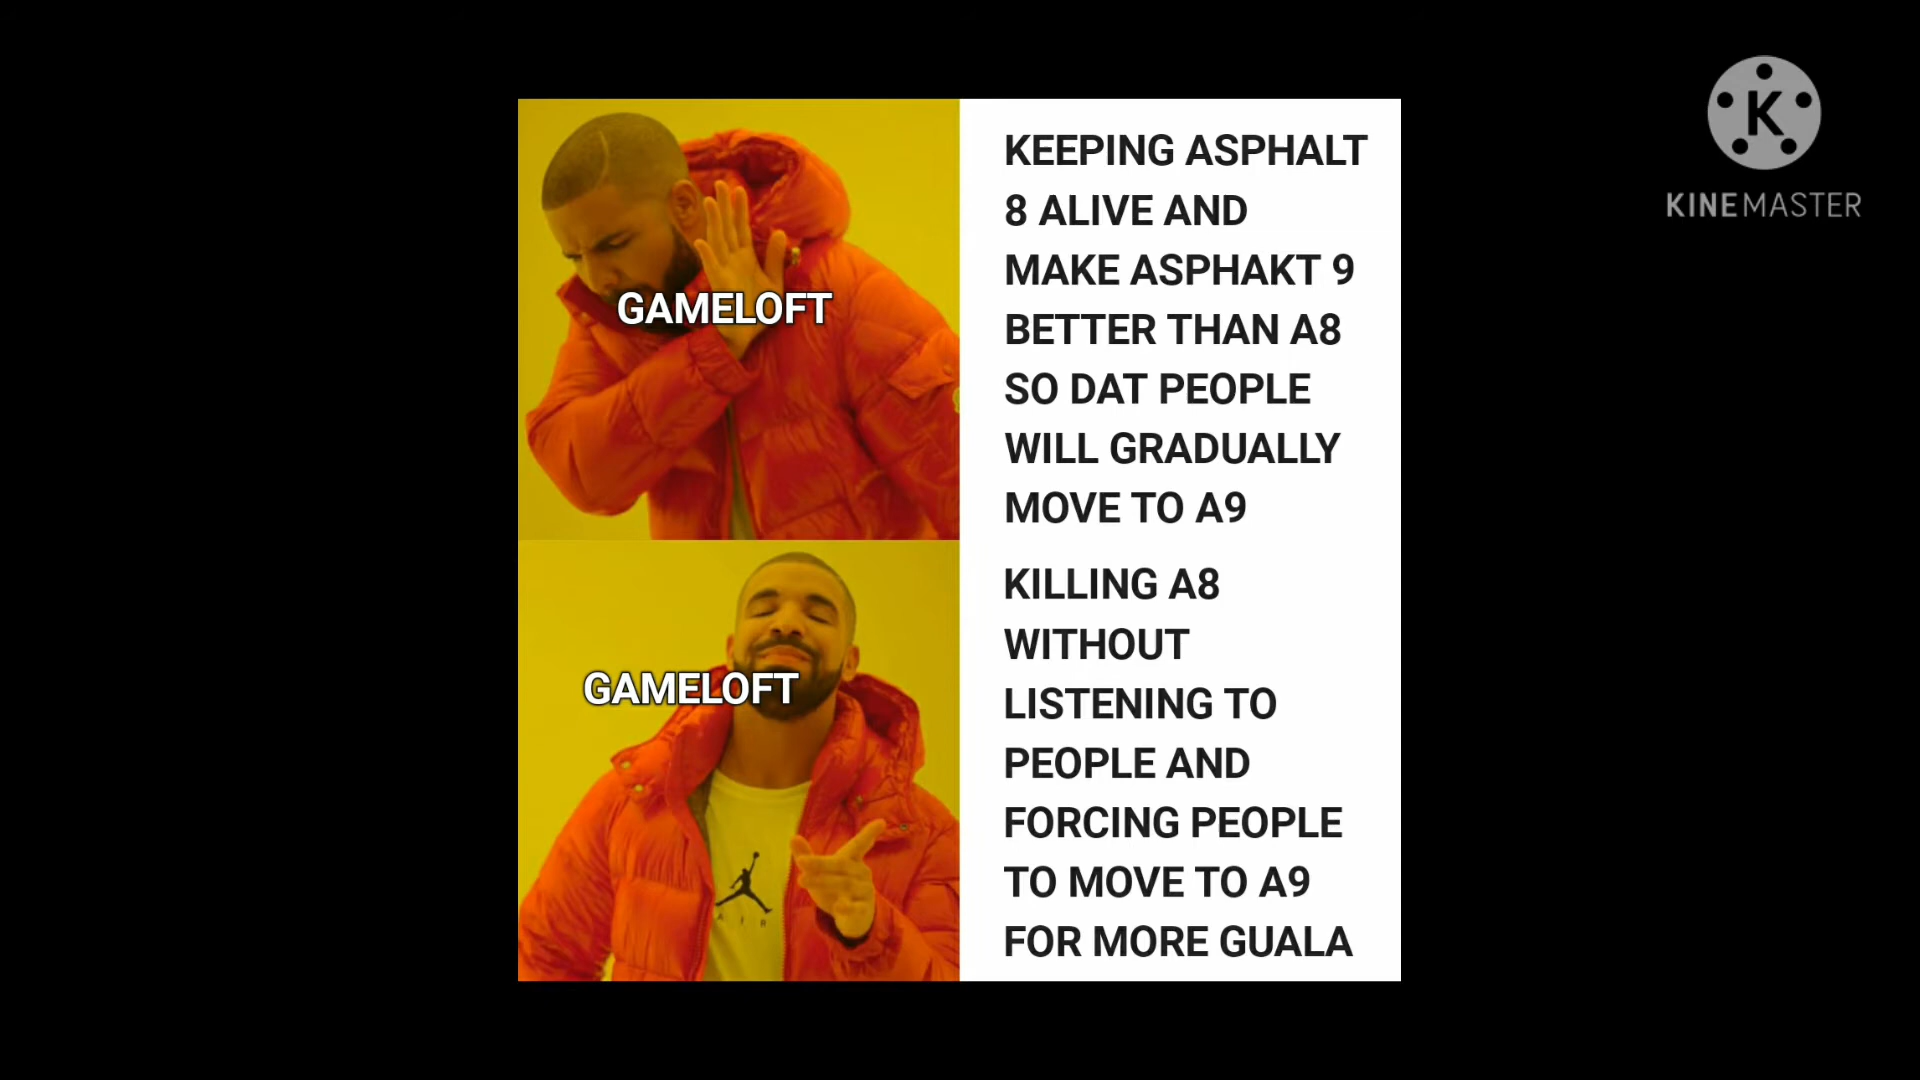 KEEPING ASPHALT
8 ALIVE AND
MAKE ASPHAKT 9
BETTER THAN A8
SO DAT PEOPLE
WILL GRADUALLY
MOVE TO A9
GAMELOFT
KILLING A8
WITHOUT
LISTENING TO
PEOPLE AND
FORCING PEOPLE
TO MOVE TO A9
FOR MORE GUALA
GAMELOFT
AIR
K
KINEMASTER